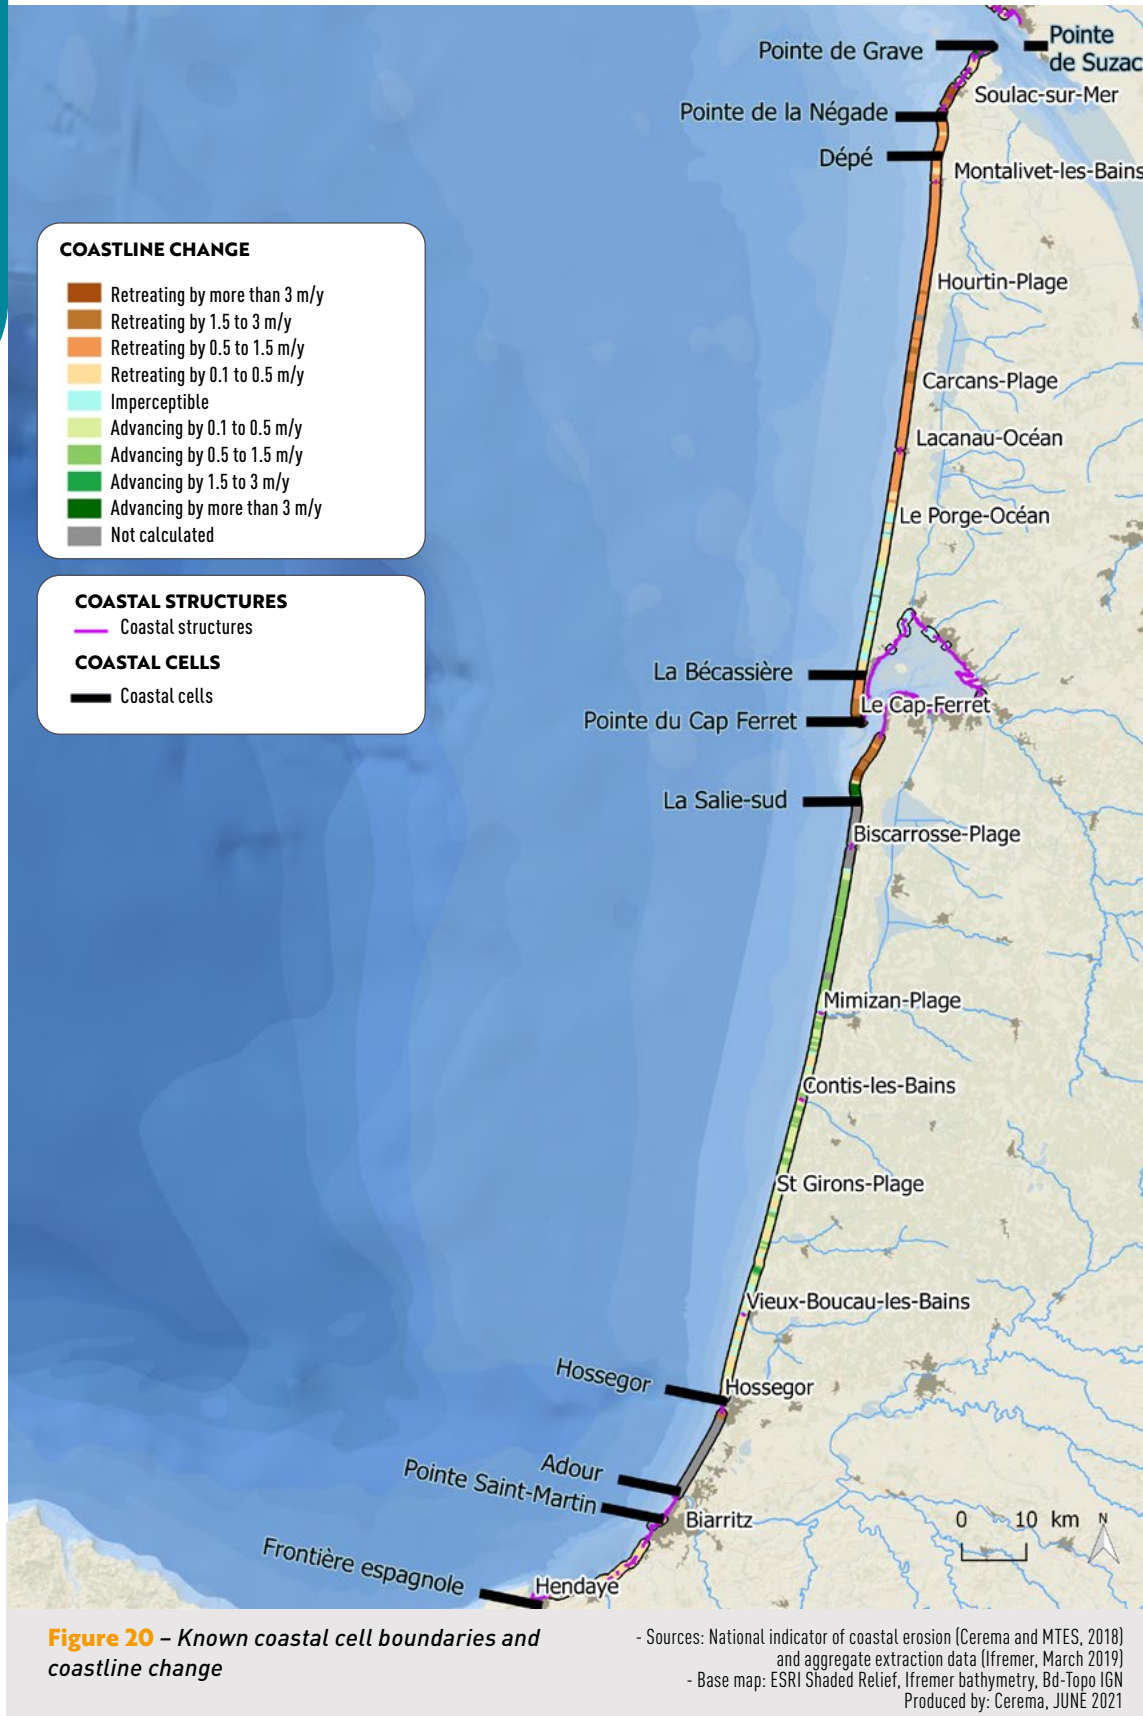 Pointe de Grave
Pointe
de Suzac
Soulac-sur-Mer
Pointe de la Négade
Dépé
Montalivet-les-Bains
COASTLINE CHANGE
Retreating by more than 3 m/y
Retreating by 1.5 to 3 m/y
Retreating by 0.5 to 1.5 m/y
Retreating by 0.1 to 0.5 m/y
Imperceptible
Advancing by 0.1 to 0.5 m/y
Advancing by 0.5 to 1.5 m/y
Advancing by 1.5 to 3 m/y
Advancing by more than 3 m/y
Not calculated
COASTAL STRUCTURES
Coastal structures
COASTAL CELLS
Coastal cells
Hourtin-Plage
Carcans-Plage
Lacanau-Océan
Le Porge-Océan
La Bécassière
Le Cap-Ferret
Pointe du Cap Ferret
La Salie-sud
Biscarrosse-Plage
Mimizan-Plage
Contis-les-Bains
St Girons-Plage
Vieux-Boucau-les-Bains
Hossegor
Hossegor
Adour
Pointe Saint-Martin
Biarritz
0 10 km
N
Frontière espagnole
Hendaye
Figure 20 – Known coastal cell boundaries and
coastline change
- Sources: National indicator of coastal erosion (Cerema and MTES, 2018)
and aggregate extraction data (Ifremer, March 2019)
- Base map: ESRI Shaded Relief, Ifremer bathymetry, Bd-Topo IGN
Produced by: Cerema, JUNE 2021